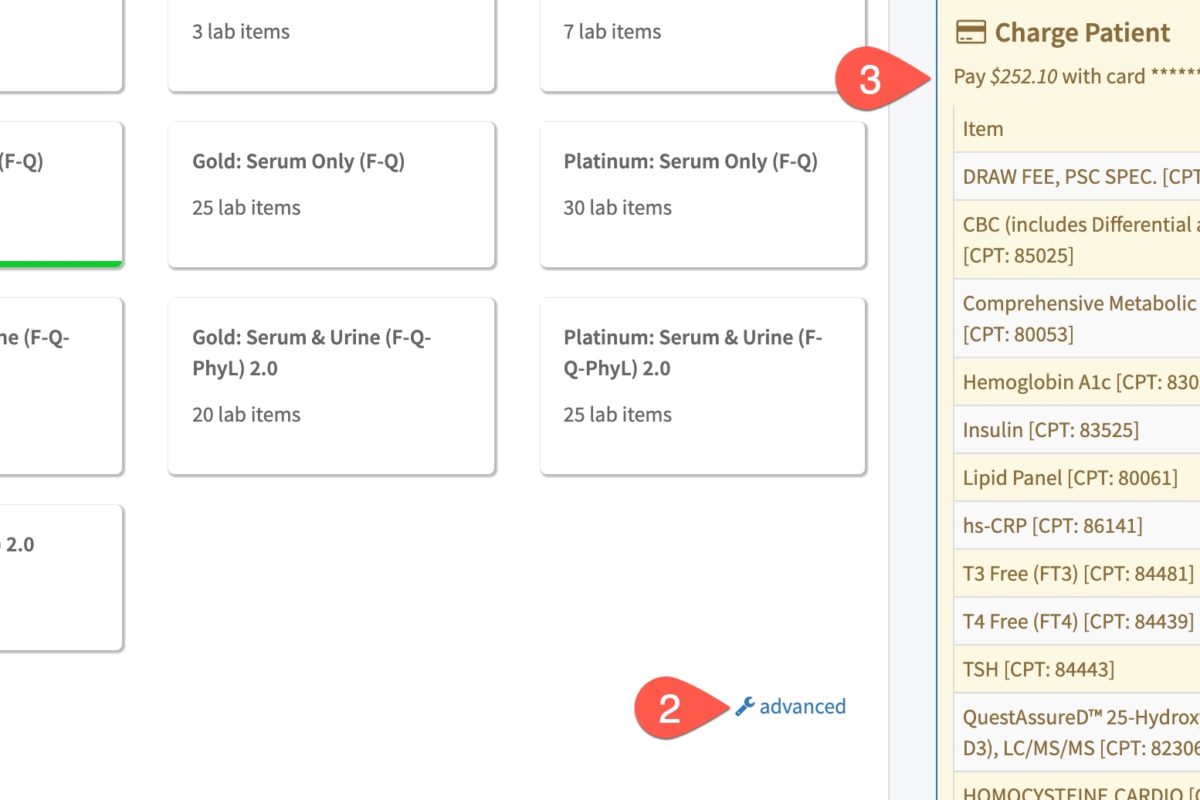 3 lab items
7 lab items
(F-Q)
Gold: Serum Only (F-Q)
25 lab items
Platinum: Serum Only (F-Q)
30 lab items
ne (F-Q-
Gold: Serum & Urine (F-Q-
PhyL) 2.0
20 lab items
Platinum: Serum & Urine (F-
Q-PhyL) 2.0
25 lab items
2.0
2
advanced
3
Charge Patient
Pay $252.10 with card ******
Item
DRAW FEE, PSC SPEC. [CPT
CBC (includes Differential a
[CPT: 85025]
Comprehensive Metabolic
[CPT: 80053]
Hemoglobin A1c [CPT: 830
Insulin [CPT: 83525]
Lipid Panel [CPT: 80061]
hs-CRP [CPT: 86141]
T3 Free (FT3) [CPT: 84481]
T4 Free (FT4) [CPT: 84439]
TSH [CPT: 84443]
QuestAssureD™ 25-Hydroxy
D3), LC/MS/MS [CPT: 82306
HOMOCYSTEINE CARDIO [C